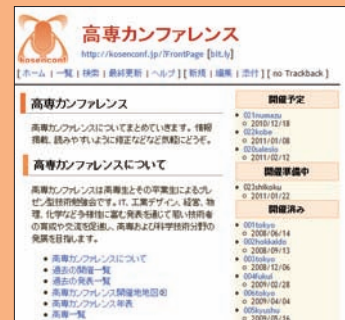 kosenconf
高専カンファレンス
http://kosenconf.jp/?FrontPage [bit.ly]
[ ホーム | 一覧 | 検索 | 最終更新 | ヘルプ ] [ 新規 | 編集 | 添付 ] [ no Trackback ]
高専カンファレンス
高専カンファレンスについてまとめていきます。情報
掲載、読みやすいように修正などなど気軽にどうぞ。
高専カンファレンスについて
高専カンファレンスは高専生とその卒業生によるプレ
ゼン型技術勉強会です。IT、工業デザイン、経営、物
理、化学など多様性に富む発表を通じて若い技術者
の育成や交流を促進し、高専および科学技術分野の
発展を目指します。
高専カンファレンスについて
過去の開催一覧
過去の発表一覧
高専カンファレンス開催地地図
高専カンファレンス年表
高専一覧
開催予定
021numazu
2010/12/18
022kobe
2011/01/08
020salesio
2011/02/12
開催準備中
023shikoku
2011/01/22
開催済み
001tokyo
2008/06/14
002hokkaido
2008/09/13
003tokyo
2008/12/06
004fukui
2009/02/28
006tokyo
2009/04/04
005kyushu
2009/05/16